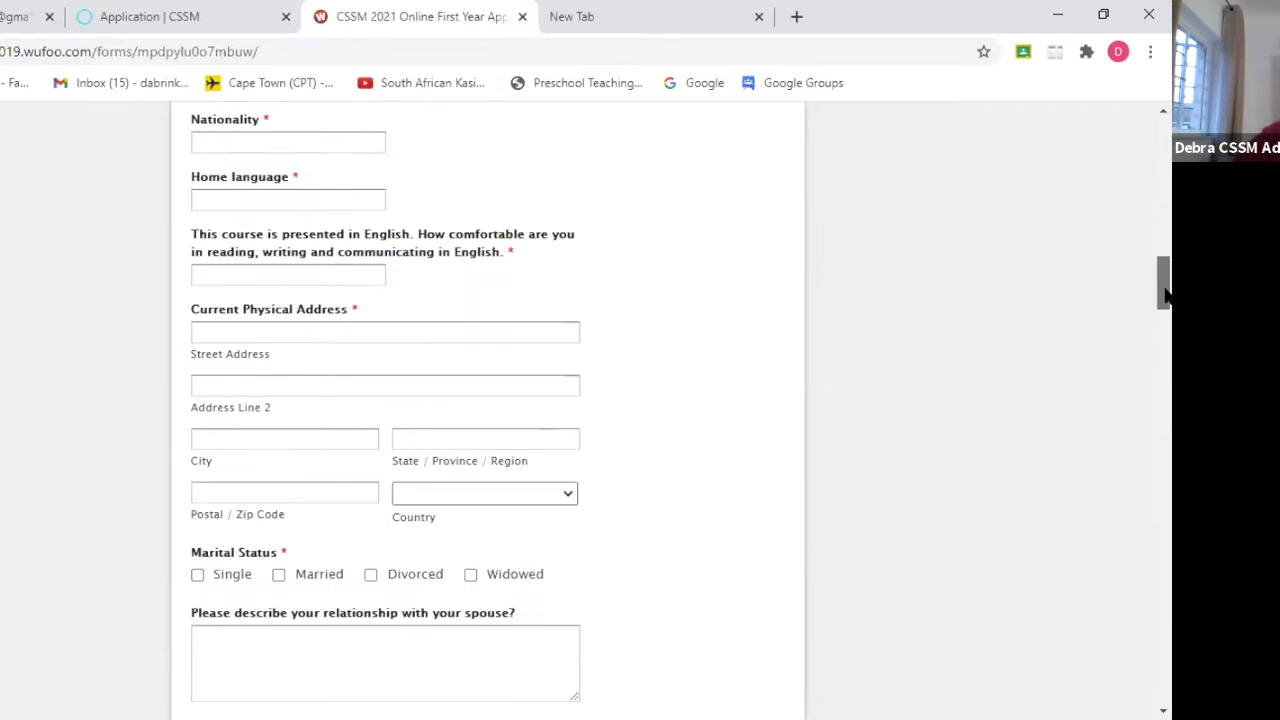 @gma
Application | CSSM
CSSM 2021 Online First Year App
New Tab
019.wufoo.com/forms/mpdpylu0o7mbuw/
D
- Fa...
Inbox (15) - dabrink...
Cape Town (CPT) -...
South African Kasi...
Preschool Teaching...
Google
Google Groups
Debra CSSM Ad
Nationality *
Home language *
This course is presented in English. How comfortable are you
in reading, writing and communicating in English. *
Current Physical Address *
Street Address
Address Line 2
City
State / Province / Region
Postal / Zip Code
Country
Marital Status *
Single Married Divorced Widowed
Please describe your relationship with your spouse?